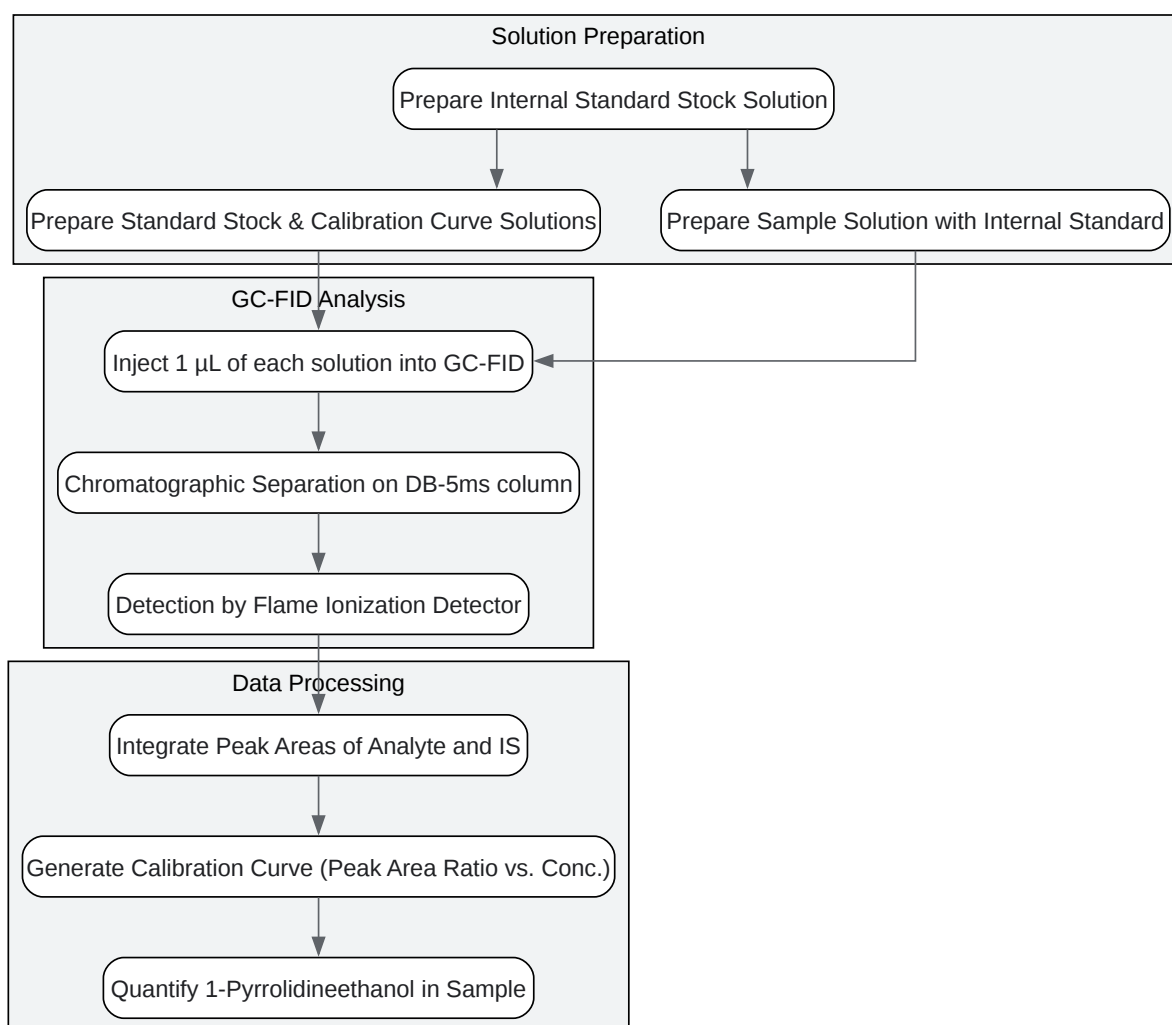 Solution Preparation
Prepare Internal Standard Stock Solution
Prepare Standard Stock & Calibration Curve Solutions
Prepare Sample Solution with Internal Standard
GC-FID Analysis
Inject 1 µL of each solution into GC-FID
Chromatographic Separation on DB-5ms column
Detection by Flame Ionization Detector
Data Processing
Integrate Peak Areas of Analyte and IS
Generate Calibration Curve (Peak Area Ratio vs. Conc.)
Quantify 1-Pyrrolidineethanol in Sample